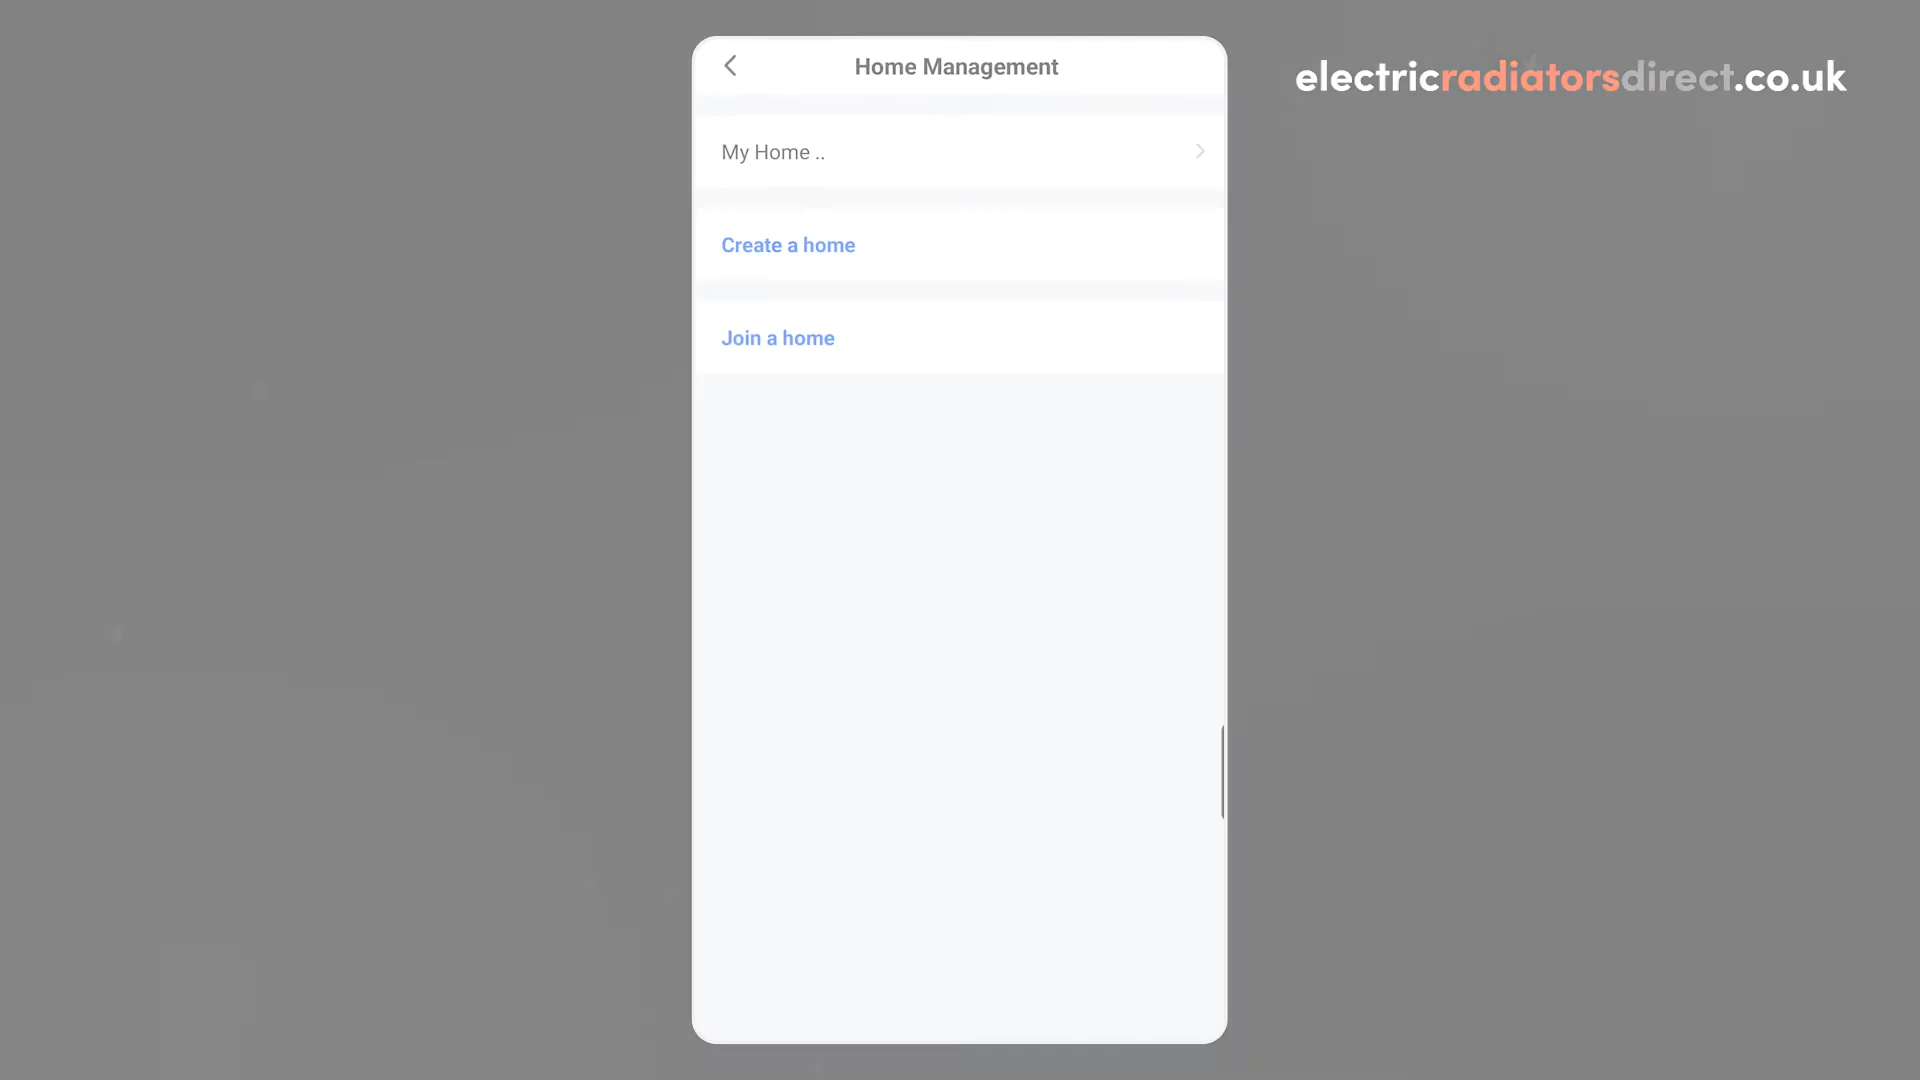 Home Management
electricradiatorsdirect.co.uk
My Home ..
Create a home
Join a home